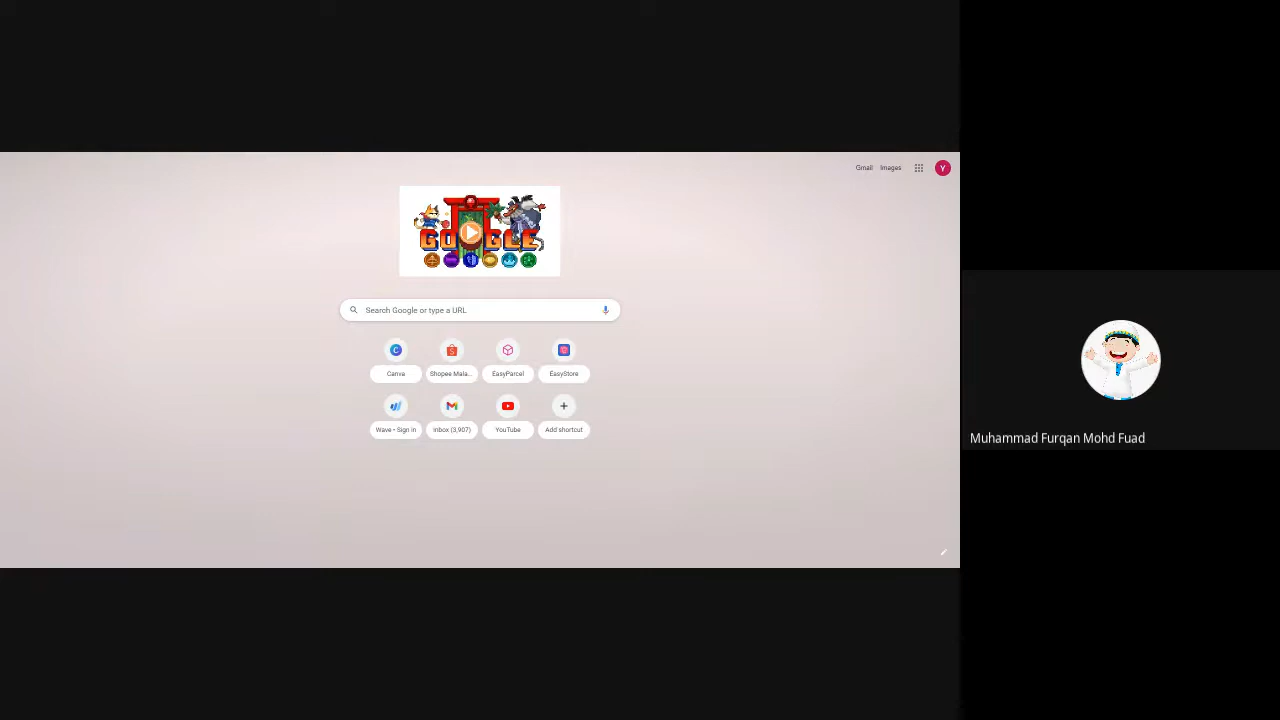 Gmail Images
Y
GOOGLE
Search Google or type a URL
Canva
Shopee Mala...
EasyParcel
EasyStore
Wave • Sign in
Inbox (3,907)
YouTube
Add shortcut
Muhammad Furqan Mohd Fuad